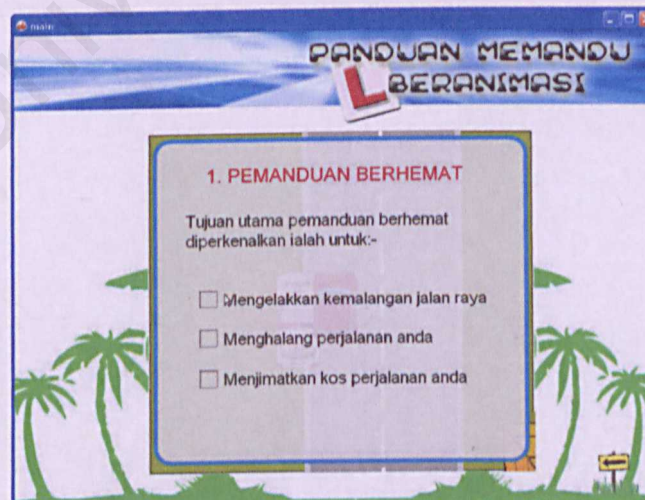 main
PANDUAN MEMANDU
L BERANIMASI
1. PEMANDUAN BERHEMAT
Tujuan utama pemanduan berhemat
diperkenalkan ialah untuk:-
Mengelakkan kemalangan jalan raya
Menghalang perjalanan anda
Menjimatkan kos perjalanan anda